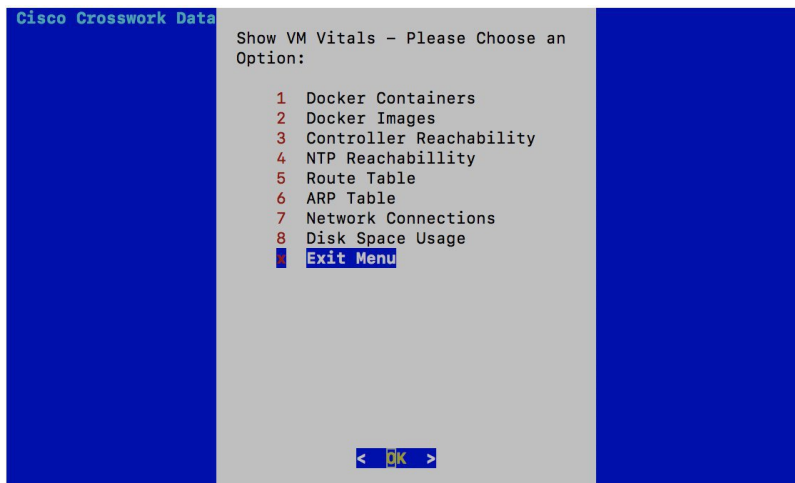 Cisco Crosswork Data
Show VM Vitals – Please Choose an
Option:
1 Docker Containers
2 Docker Images
3 Controller Reachability
4 NTP Reachabillity
5 Route Table
6 ARP Table
7 Network Connections
8 Disk Space Usage
x Exit Menu
< OK >